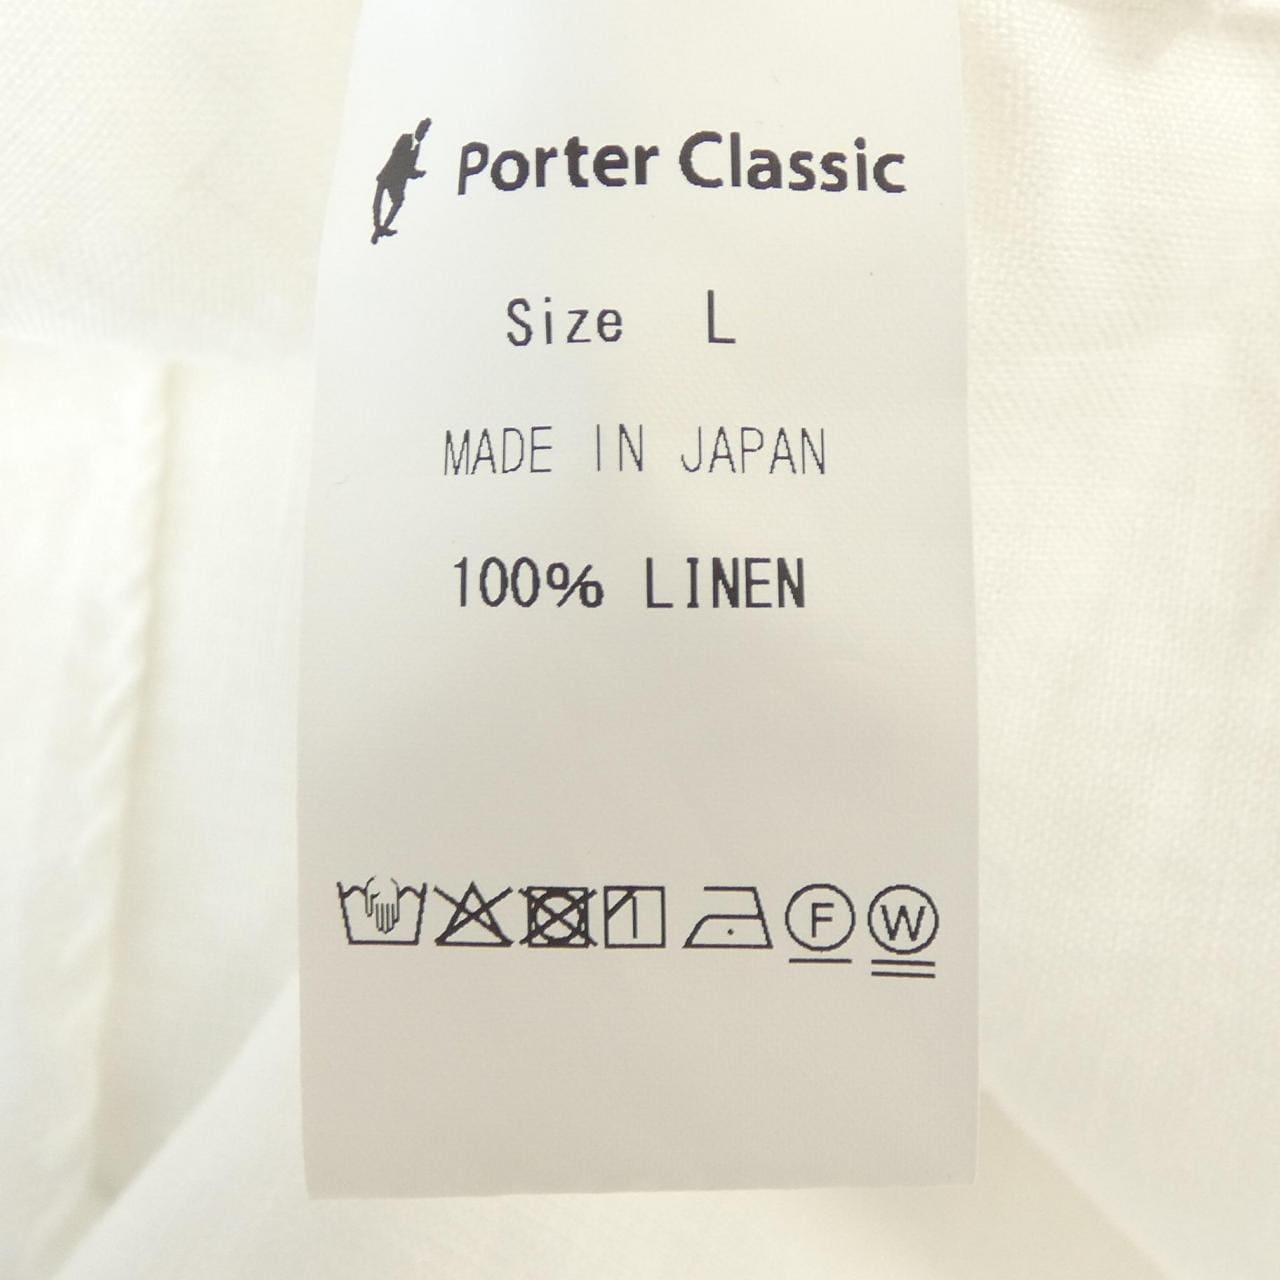 Porter Classic
Size L
MADE IN JAPAN
100% LINEN
F W